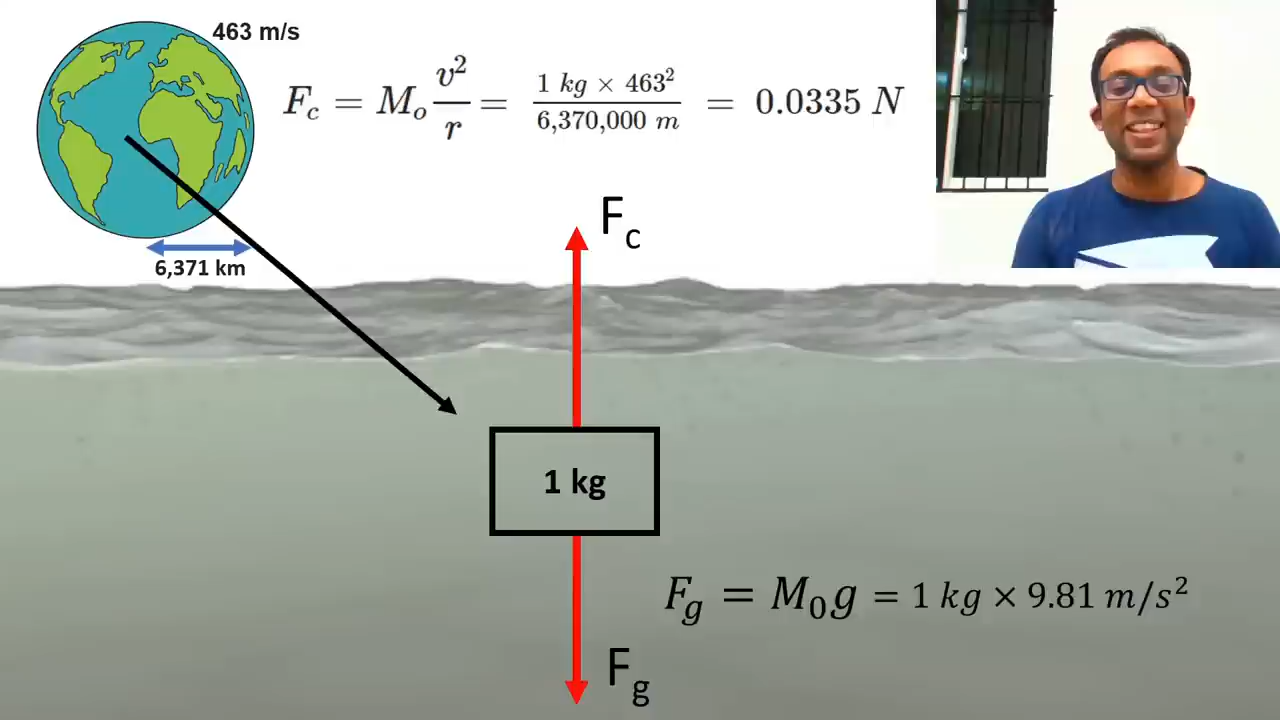 463 m/s
F_c = M_o v²/r = 1 kg × 463²/6,370,000 m = 0.0335 N
6,371 km
F_c
1 kg
F_g = M_0g = 1 kg × 9.81 m/s²
F_g